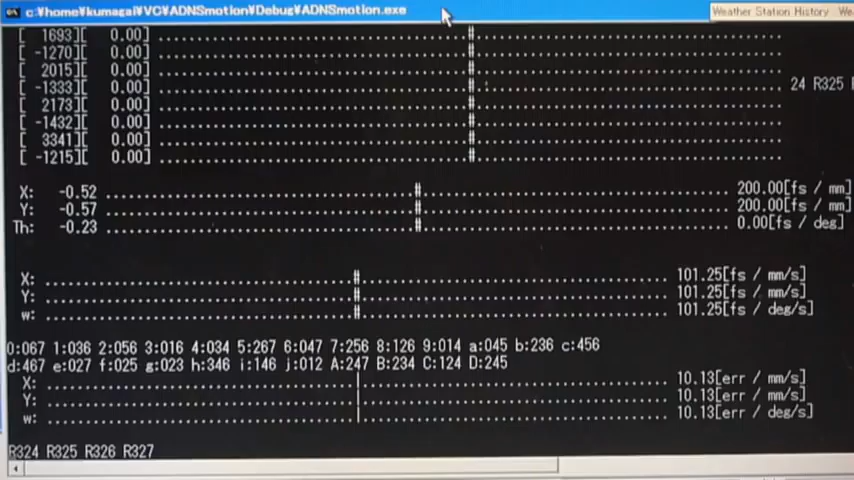 c:¥home¥kumagai¥VC¥ADNSmotion¥Debug¥ADNSmotion.exe
Weather Station History
[ 1693][ 0.00] ........................................#........................................
[ -1270][ 0.00] ........................................#........................................
[ 2015][ 0.00] ........................................#........................................
[ -1333][ 0.00] ........................................#........................................ 24 R325
[ 2173][ 0.00] ........................................#........................................
[ -1432][ 0.00] ........................................#........................................
[ 3341][ 0.00] ........................................#........................................
[ -1215][ 0.00] ........................................#........................................
X: -0.52 ........................................#........................................ 200.00[fs / mm]
Y: -0.57 ........................................#........................................ 200.00[fs / mm]
Th: -0.23 ........................................#........................................ 0.00[fs / deg]
X: ........................................#........................................ 101.25[fs / mm/s]
Y: ........................................#........................................ 101.25[fs / mm/s]
w: ........................................#........................................ 101.25[fs / deg/s]
0:067 1:036 2:056 3:016 4:034 5:267 6:047 7:256 8:126 9:014 a:045 b:236 c:456
d:467 e:027 f:025 g:023 h:346 i:146 j:012 A:247 B:234 C:124 D:245
X: ........................................|........................................ 10.13[err / mm/s]
Y: ........................................|........................................ 10.13[err / mm/s]
w: ........................................|........................................ 10.13[err / deg/s]
R324 R325 R326 R327